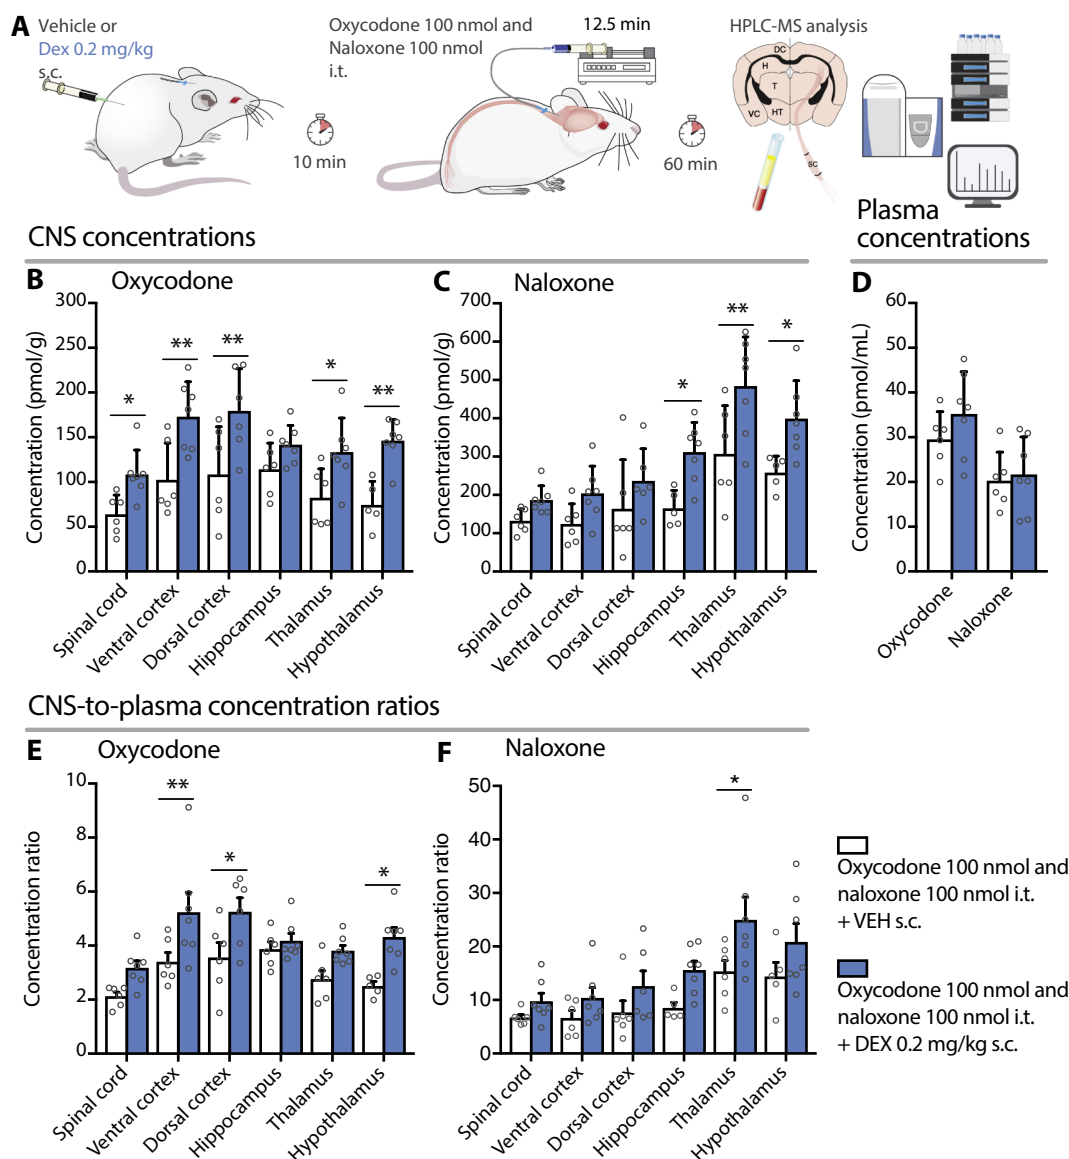 A
Vehicle or
Dex 0.2 mg/kg
s.c.
10 min
Oxycodone 100 nmol and
Naloxone 100 nmol
i.t.
12.5 min
60 min
HPLC-MS analysis
DC
H
T
VC
HT
SC
CNS concentrations
Plasma
concentrations
B
Oxycodone
Concentration (pmol/g)
300
250
200
150
100
50
0
*
**
**
*
**
Spinal cord
Ventral cortex
Dorsal cortex
Hippocampus
Thalamus
Hypothalamus
C
Naloxone
Concentration (pmol/g)
700
600
500
400
300
200
100
0
*
**
*
Spinal cord
Ventral cortex
Dorsal cortex
Hippocampus
Thalamus
Hypothalamus
D
Concentration (pmol/mL)
60
50
40
30
20
10
0
Oxycodone
Naloxone
CNS-to-plasma concentration ratios
E
Oxycodone
Concentration ratio
10
8
6
4
2
0
**
*
*
Spinal cord
Ventral cortex
Dorsal cortex
Hippocampus
Thalamus
Hypothalamus
F
Naloxone
Concentration ratio
50
40
30
20
10
0
*
Spinal cord
Ventral cortex
Dorsal cortex
Hippocampus
Thalamus
Hypothalamus
Oxycodone 100 nmol and
naloxone 100 nmol i.t.
+ VEH s.c.
Oxycodone 100 nmol and
naloxone 100 nmol i.t.
+ DEX 0.2 mg/kg s.c.